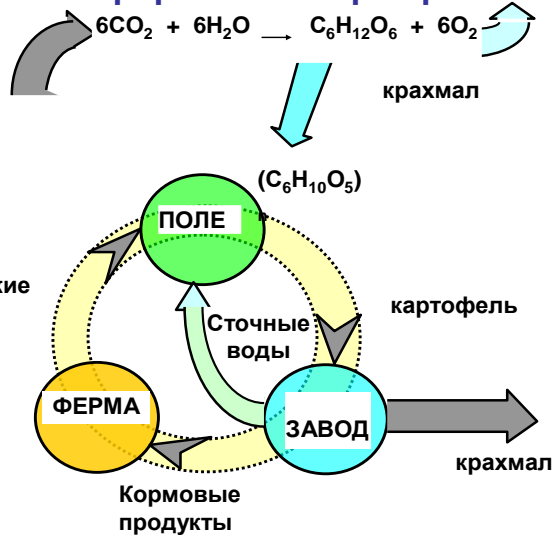 6CO₂ + 6H₂O → C₆H₁₂O₆ + 6O₂
крахмал
(C₆H₁₀O₅)
ПОЛЕ
картофель
Сточные
воды
ФЕРМА
ЗАВОД
крахмал
Кормовые
продукты